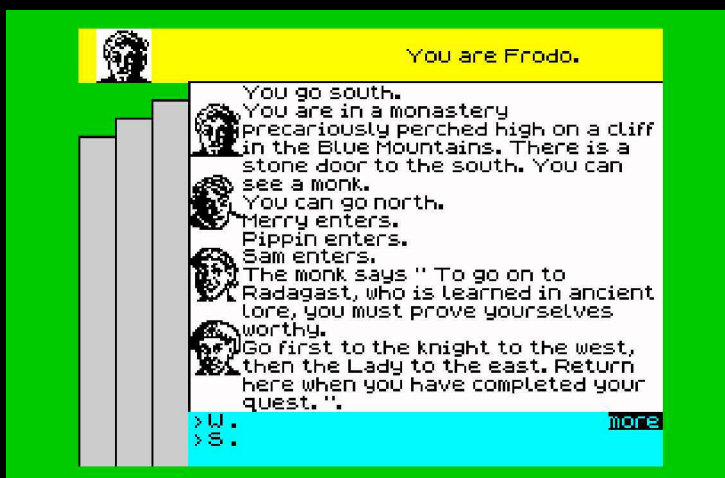 You are Frodo.
You go south.
You are in a monastery
precariously perched high on a cliff
in the Blue Mountains. There is a
stone door to the south. You can
see a monk.
You can go north.
Merry enters.
Pippin enters.
Sam enters.
The monk says " To go on to
Radagast, who is learned in ancient
lore, you must prove yourselves
worthy.
Go first to the knight to the west,
then the Lady to the east. Return
here when you have completed your
quest. ".
>W. more
>S.